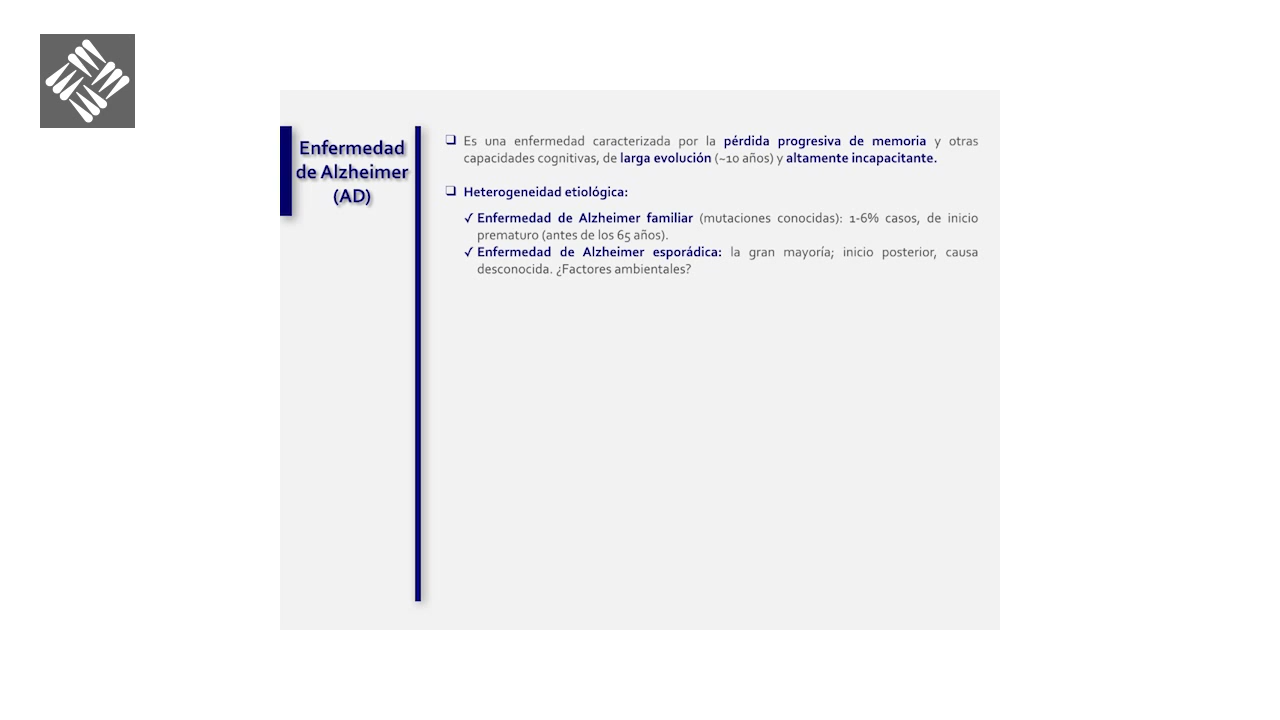 Enfermedad
de Alzheimer
(AD)
❑ Es una enfermedad caracterizada por la pérdida progresiva de memoria y otras
capacidades cognitivas, de larga evolución (~10 años) y altamente incapacitante.
❑ Heterogeneidad etiológica:
✓ Enfermedad de Alzheimer familiar (mutaciones conocidas): 1-6% casos, de inicio
prematuro (antes de los 65 años).
✓ Enfermedad de Alzheimer esporádica: la gran mayoría; inicio posterior, causa
desconocida. ¿Factores ambientales?